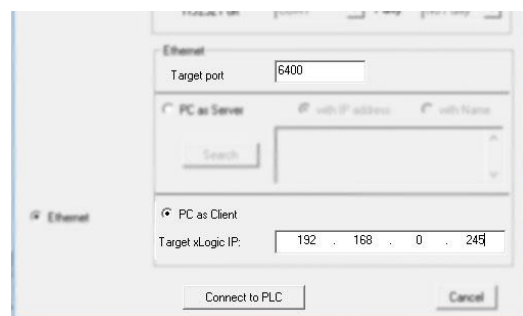 Ethernet
Target port 6400
PC as Server with IP address with Name
Search
Ethernet PC as Client
Target xLogic IP: 192 . 168 . 0 . 245
Connect to PLC Cancel